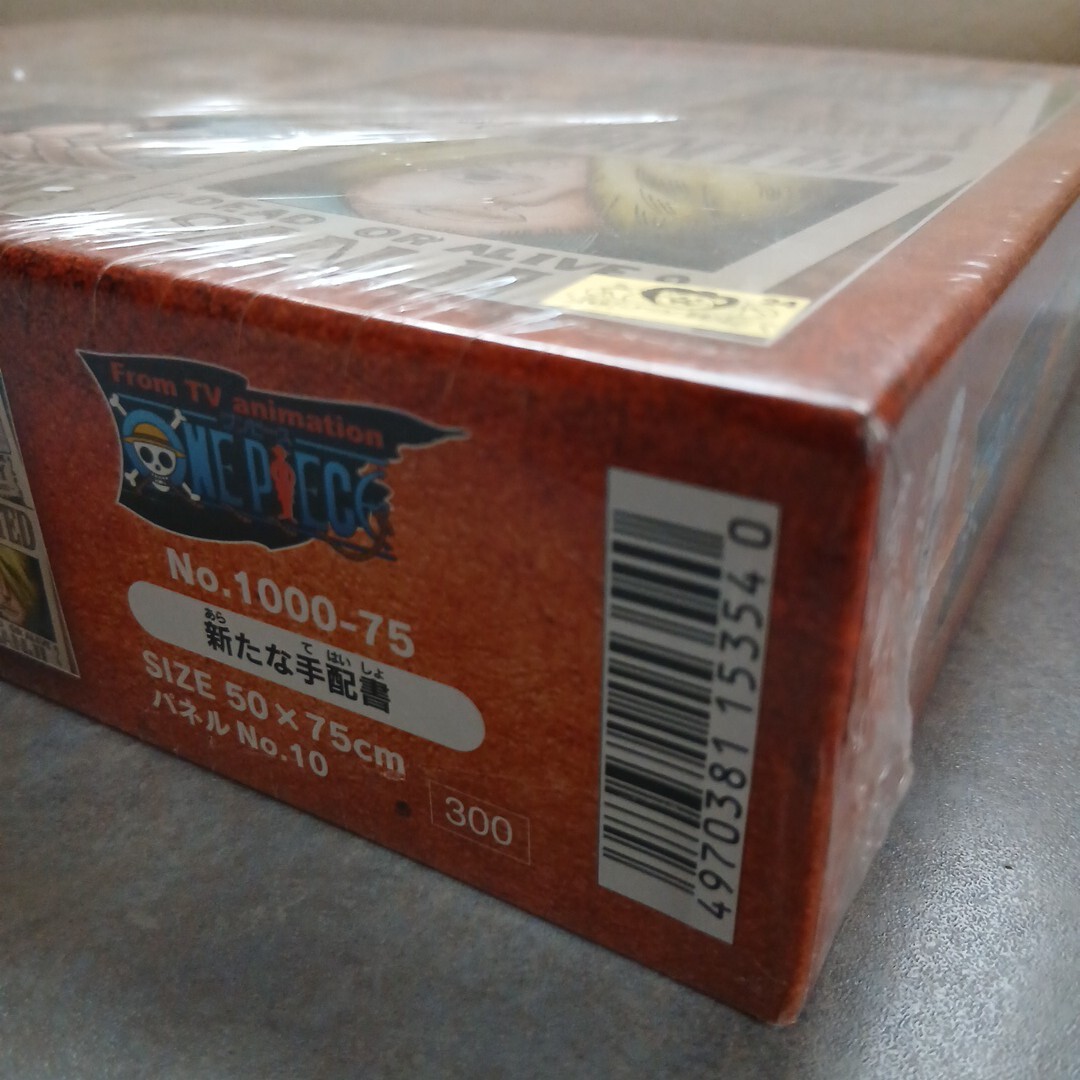 WANTED
DEAD OR ALIVE
From TV animation
ONE PIECE
No.1000-75
あら て はい しょ
新たな手配書
SIZE 50×75cm
パネルNo.10
300
4970381153540